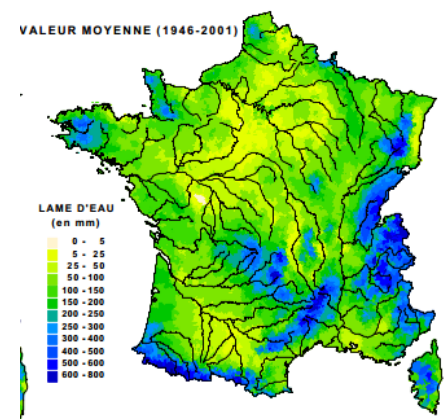 VALEUR MOYENNE (1946-2001)
LAME D'EAU
(en mm)
0 - 5
5 - 25
25 - 50
50 - 100
100 - 150
150 - 200
200 - 250
250 - 300
300 - 400
400 - 500
500 - 600
600 - 800